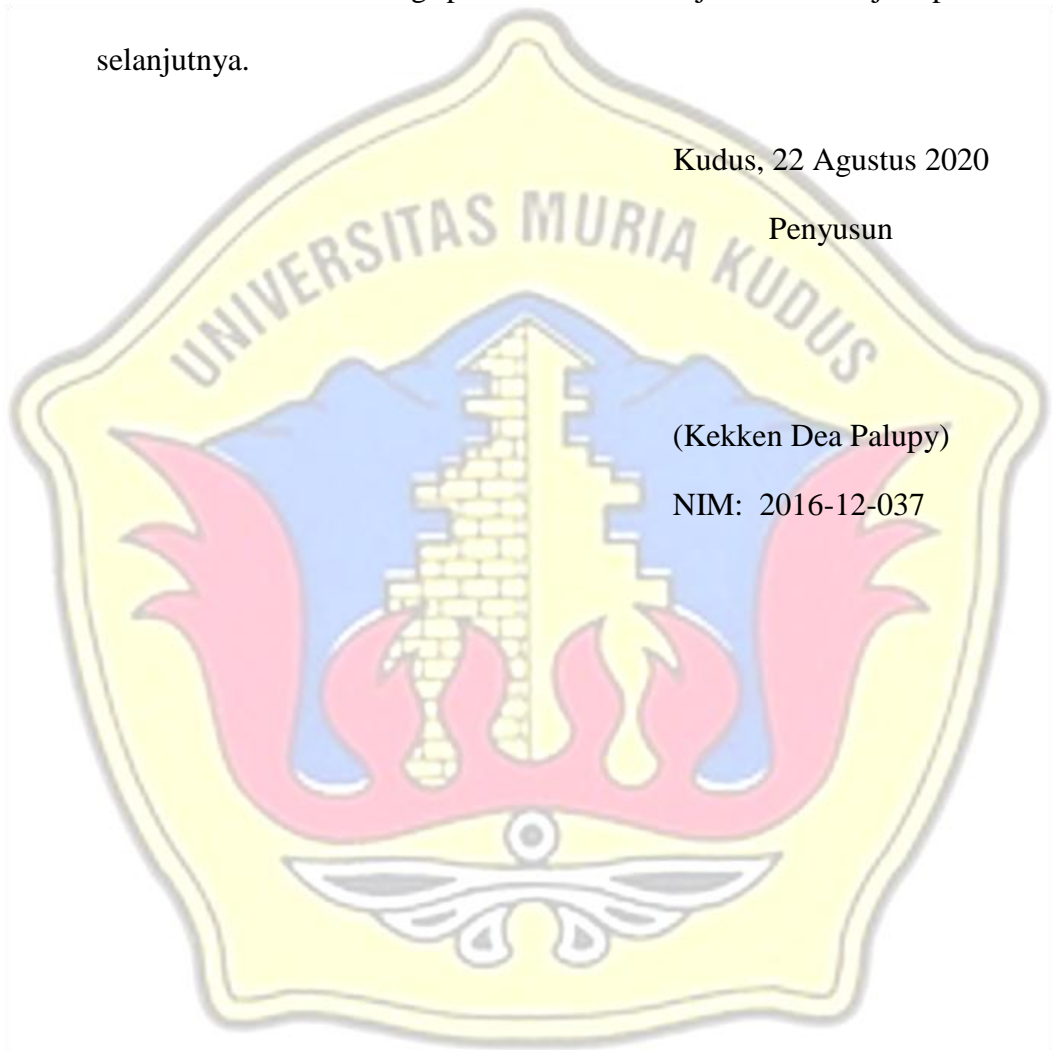 selanjutnya.
Kudus, 22 Agustus 2020
Penyusun
UNIVERSITAS MURIA KUDUS
(Kekken Dea Palupy)
NIM: 2016-12-037